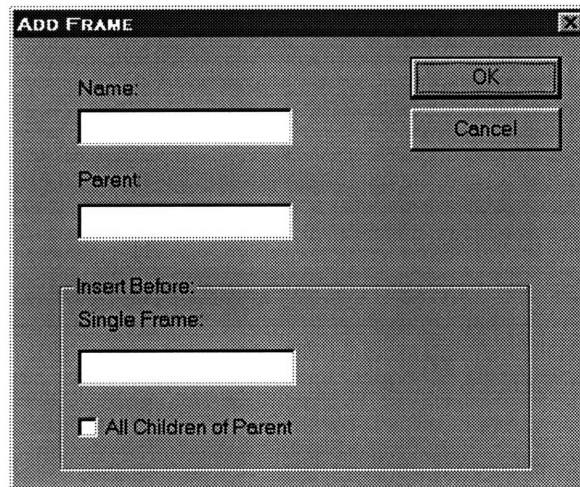 ADD FRAME
Name:
OK
Cancel
Parent:
Insert Before:
Single Frame:
All Children of Parent